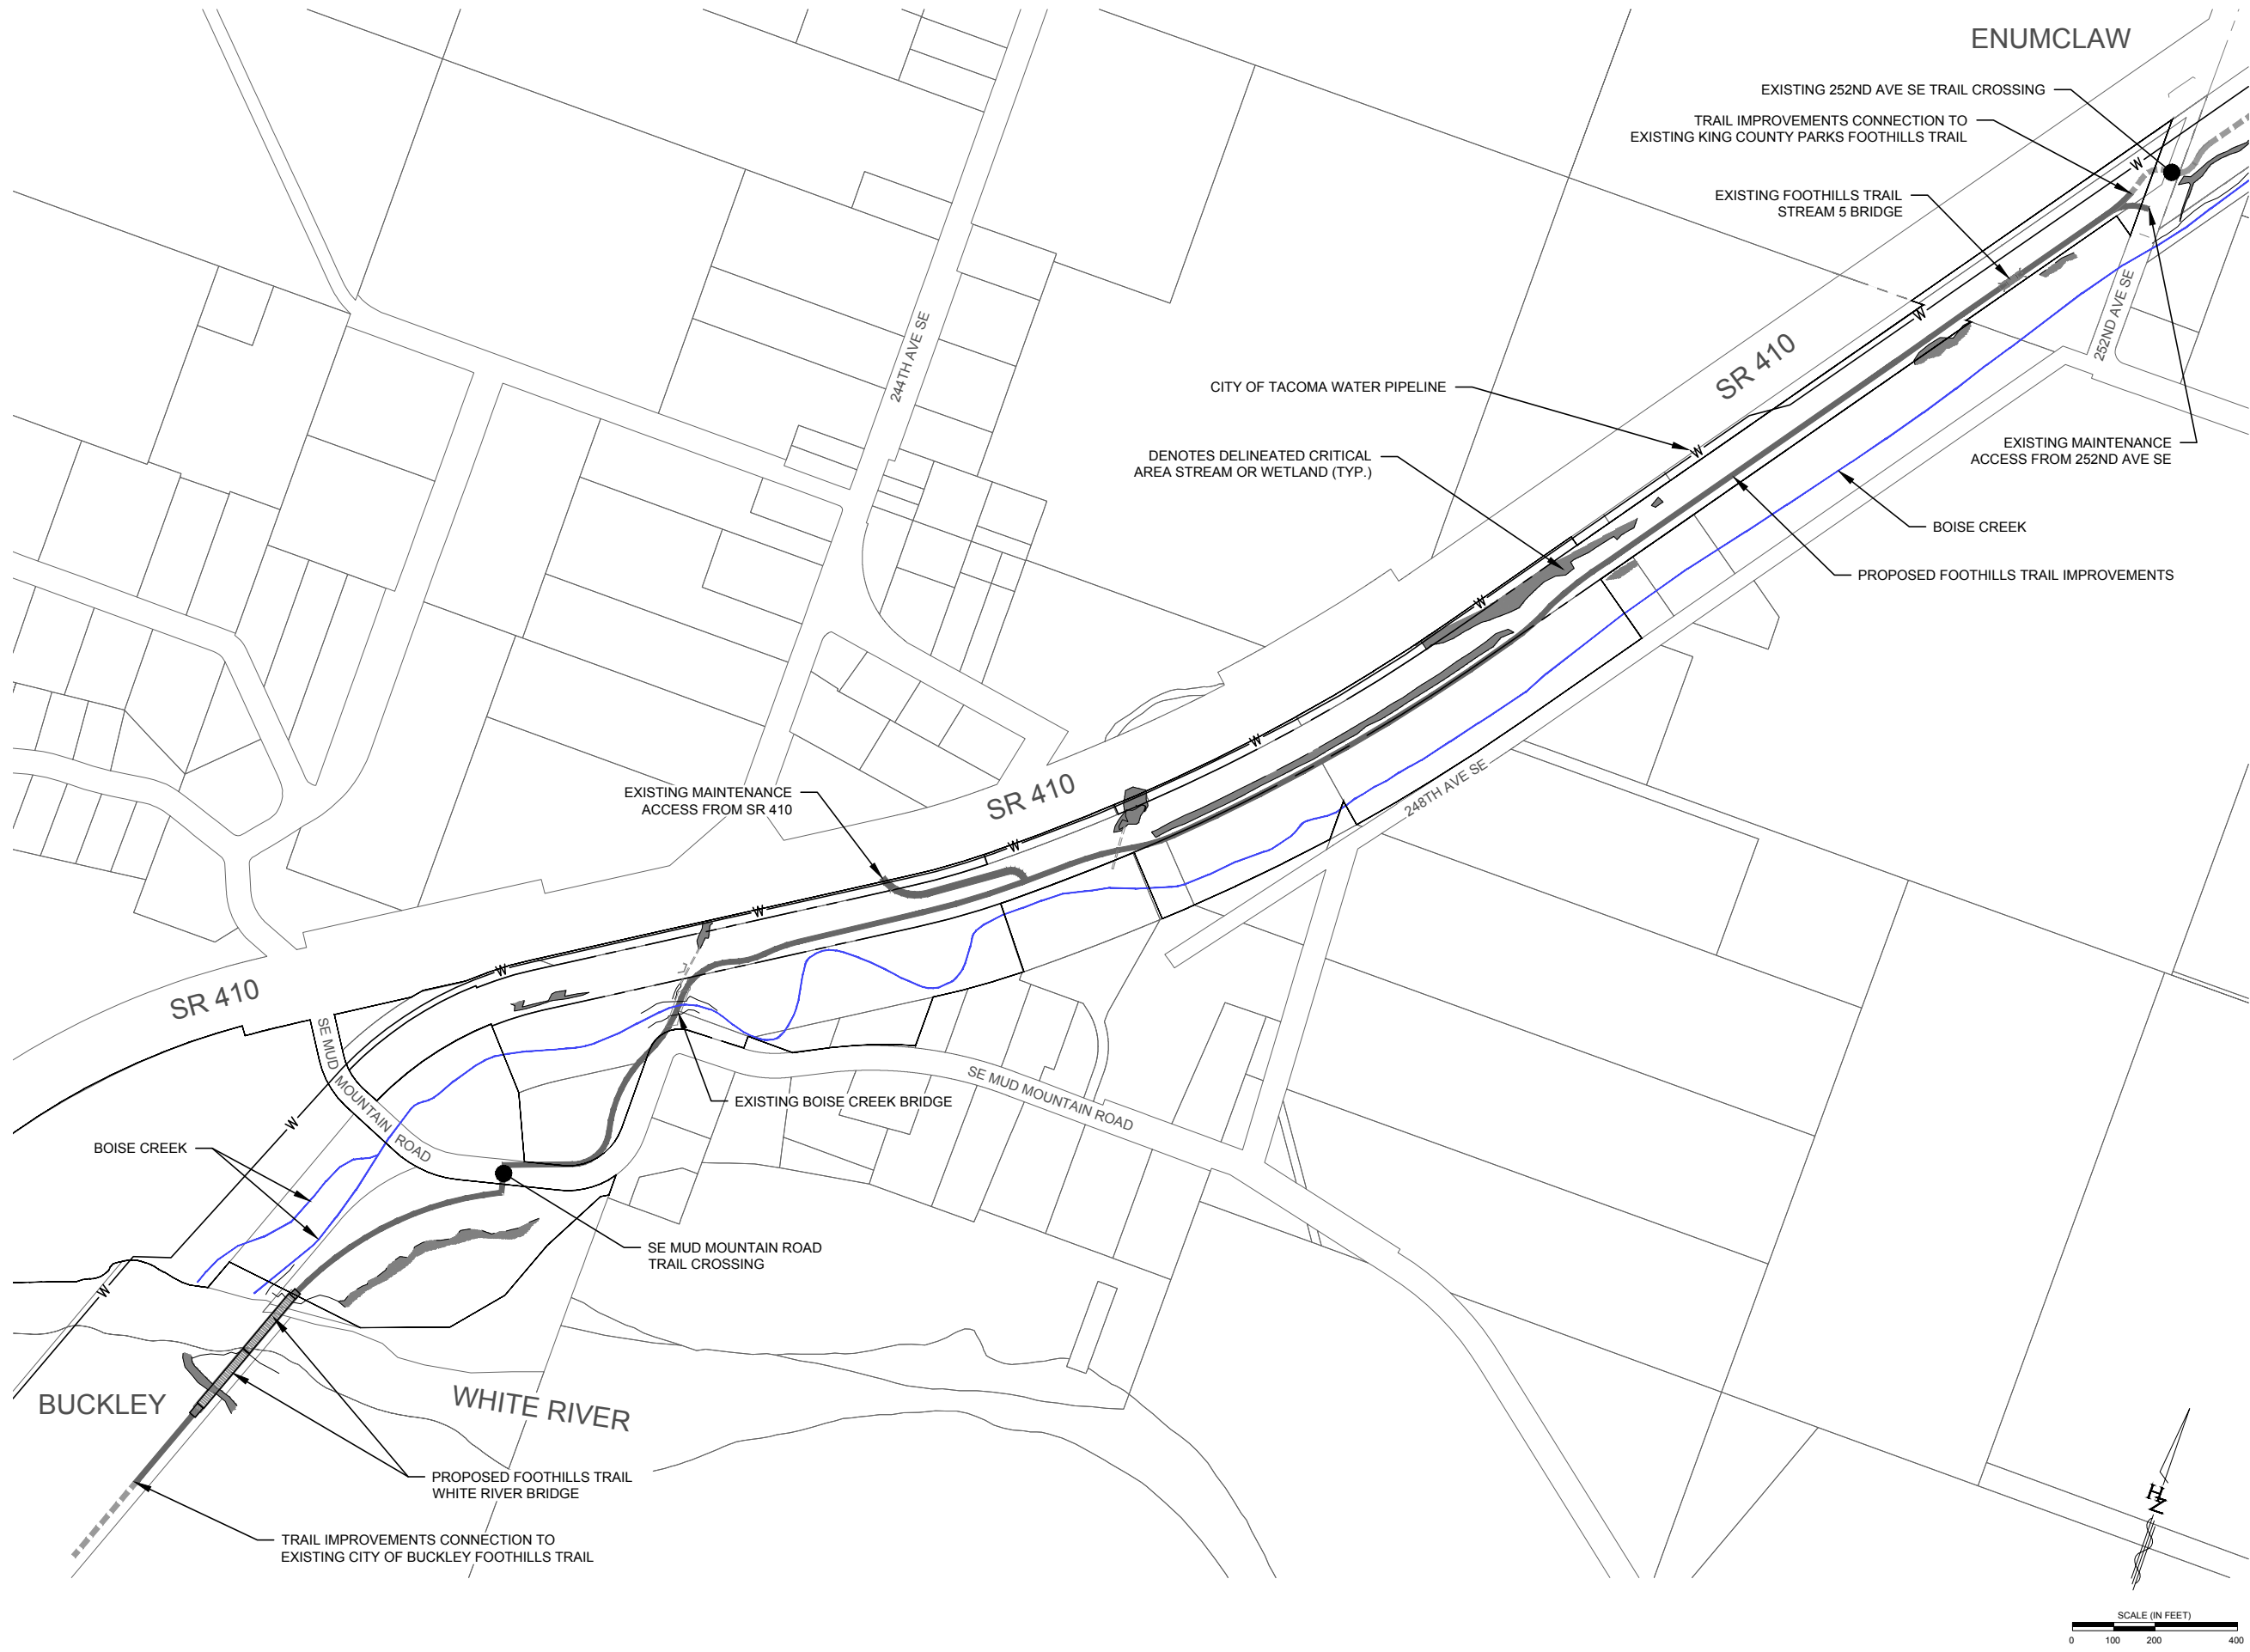 ENUMCLAW
EXISTING 252ND AVE SE TRAIL CROSSING
TRAIL IMPROVEMENTS CONNECTION TO
EXISTING KING COUNTY PARKS FOOTHILLS TRAIL
W
EXISTING FOOTHILLS TRAIL
STREAM 5 BRIDGE
252ND AVE SE
W
244TH AVE SE
SR 410
CITY OF TACOMA WATER PIPELINE
W
EXISTING MAINTENANCE
ACCESS FROM 252ND AVE SE
DENOTES DELINEATED CRITICAL
AREA STREAM OR WETLAND (TYP.)
BOISE CREEK
PROPOSED FOOTHILLS TRAIL IMPROVEMENTS
W
W
248TH AVE SE
EXISTING MAINTENANCE
ACCESS FROM SR 410
SR 410
W
W
W
SR 410
SE MUD MOUNTAIN ROAD
SE MUD MOUNTAIN ROAD
EXISTING BOISE CREEK BRIDGE
W
BOISE CREEK
SE MUD MOUNTAIN ROAD
TRAIL CROSSING
W
BUCKLEY
WHITE RIVER
PROPOSED FOOTHILLS TRAIL
WHITE RIVER BRIDGE
TRAIL IMPROVEMENTS CONNECTION TO
EXISTING CITY OF BUCKLEY FOOTHILLS TRAIL
N
SCALE (IN FEET)
0 100 200 400